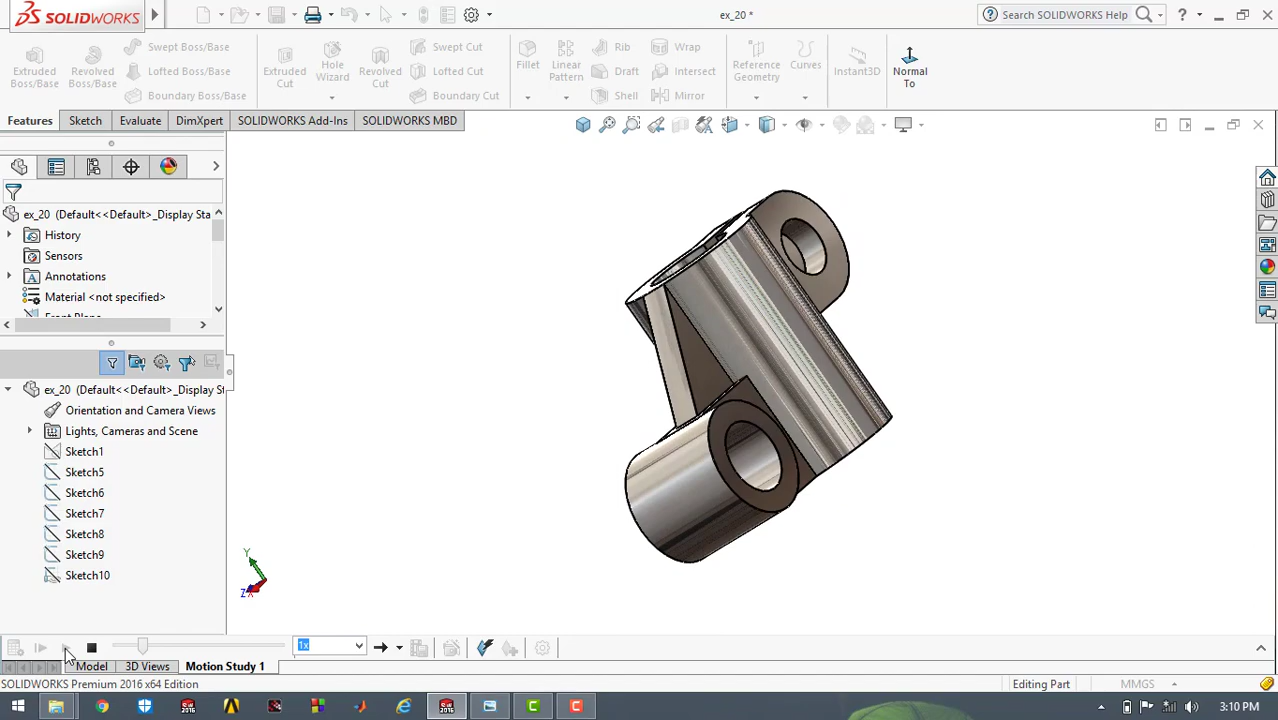 SOLIDWORKS
ex_20 *
Search SOLIDWORKS Help
Extruded Boss/Base
Revolved Boss/Base
Swept Boss/Base
Lofted Boss/Base
Boundary Boss/Base
Extruded Cut
Hole Wizard
Revolved Cut
Swept Cut
Lofted Cut
Boundary Cut
Fillet
Linear Pattern
Rib
Draft
Shell
Wrap
Intersect
Mirror
Reference Geometry
Curves
Instant3D
Normal To
Features
Sketch
Evaluate
DimXpert
SOLIDWORKS Add-Ins
SOLIDWORKS MBD
ex_20 (Default<<Default>_Display Sta
History
Sensors
Annotations
Material <not specified>
Front Plane
ex_20 (Default<<Default>_Display St
Orientation and Camera Views
Lights, Cameras and Scene
Sketch1
Sketch5
Sketch6
Sketch7
Sketch8
Sketch9
Sketch10
Y
Z
X
1x
Model
3D Views
Motion Study 1
SOLIDWORKS Premium 2016 x64 Edition
Editing Part
MMGS
3:10 PM